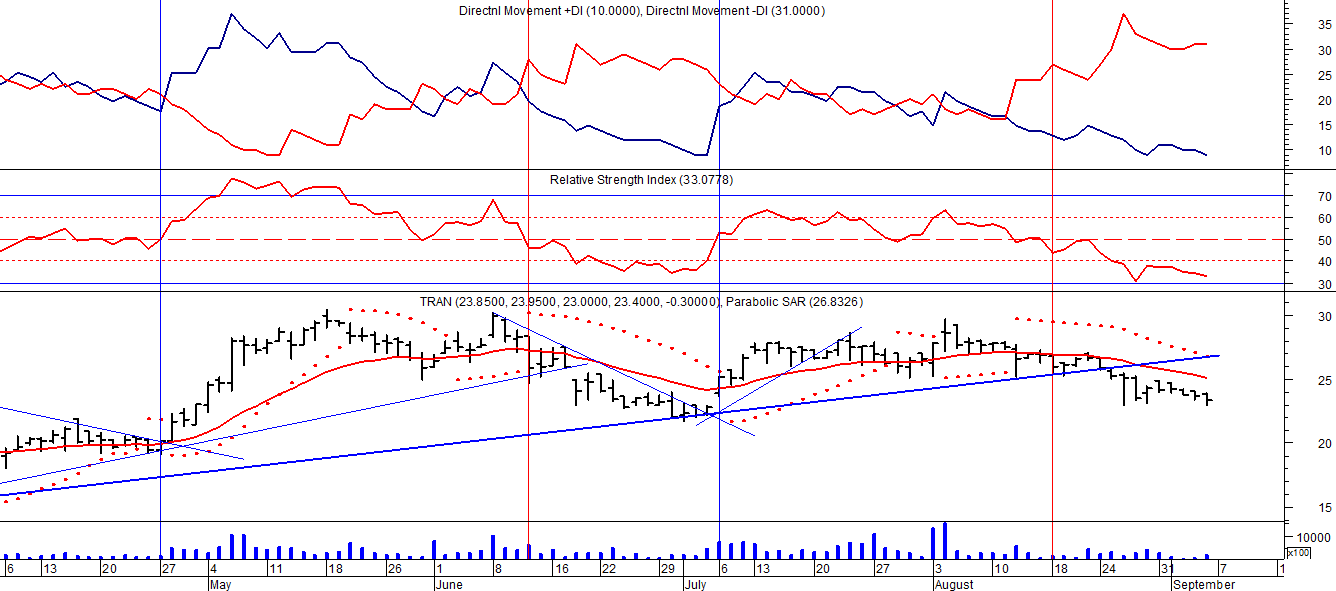 Directnl Movement +DI (10.0000), Directnl Movement -DI (31.0000)
35
30
25
20
15
10
Relative Strength Index (33.0778)
70
60
50
40
30
TRAN (23.8500, 23.9500, 23.0000, 23.4000, -0.30000), Parabolic SAR (26.8326)
30
25
20
15
10000
x100
6 13 20 27 4 11 18 26 1 8 16 22 29 6 13 20 27 3 10 18 24 31 7 1
May June July August September